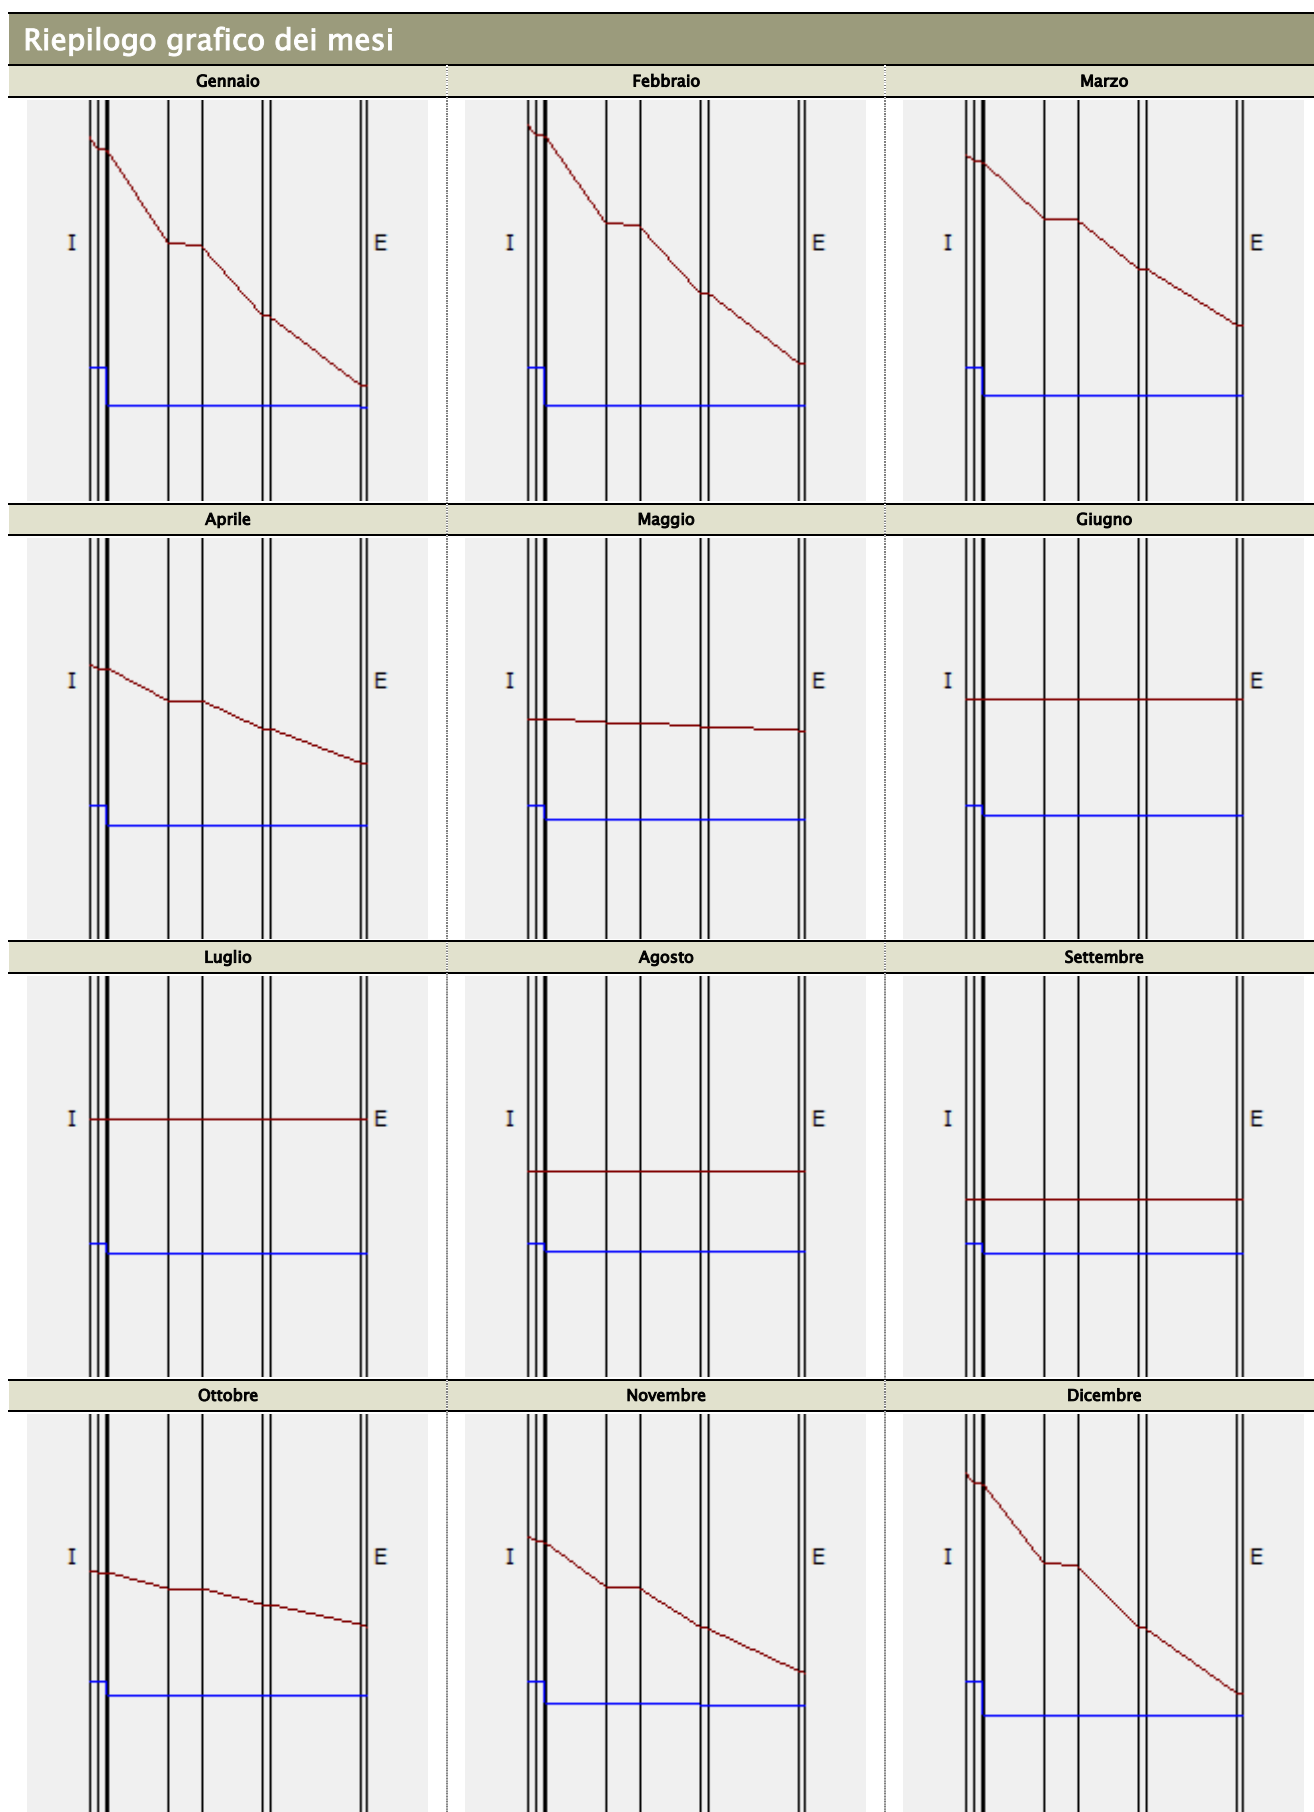 Riepilogo grafico dei mesi
Gennaio Febbraio Marzo
I E I E I E
Aprile Maggio Giugno
I E I E I E
Luglio Agosto Settembre
I E I E I E
Ottobre Novembre Dicembre
I E I E I E